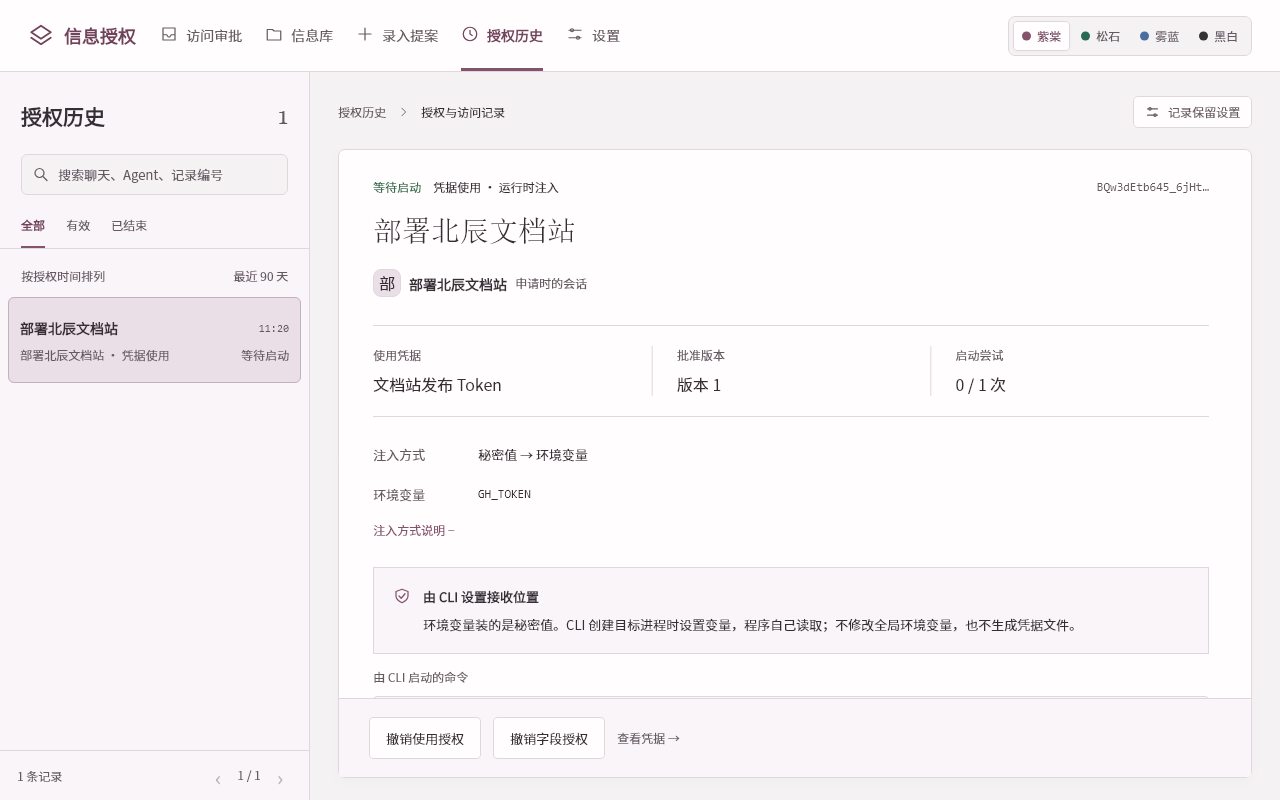 信息授权
访问审批
信息库
录入提案
授权历史
设置
紫棠
松石
雾蓝
黑白
授权历史
1
搜索聊天、Agent、记录编号
全部
有效
已结束
按授权时间排列
最近 90 天
部署北辰文档站
11:20
部署北辰文档站 · 凭据使用
等待启动
1 条记录
‹ 1 / 1 ›
授权历史 > 授权与访问记录
记录保留设置
等待启动 凭据使用 · 运行时注入
BQw3dEtb645_6jHt…
部署北辰文档站
部 部署北辰文档站 申请时的会话
使用凭据
文档站发布 Token
批准版本
版本 1
启动尝试
0 / 1 次
注入方式 秘密值 → 环境变量
环境变量 GH_TOKEN
注入方式说明 −
由 CLI 设置接收位置
环境变量装的是秘密值。CLI 创建目标进程时设置变量，程序自己读取；不修改全局环境变量，也不生成凭据文件。
由 CLI 启动的命令
撤销使用授权
撤销字段授权
查看凭据 →